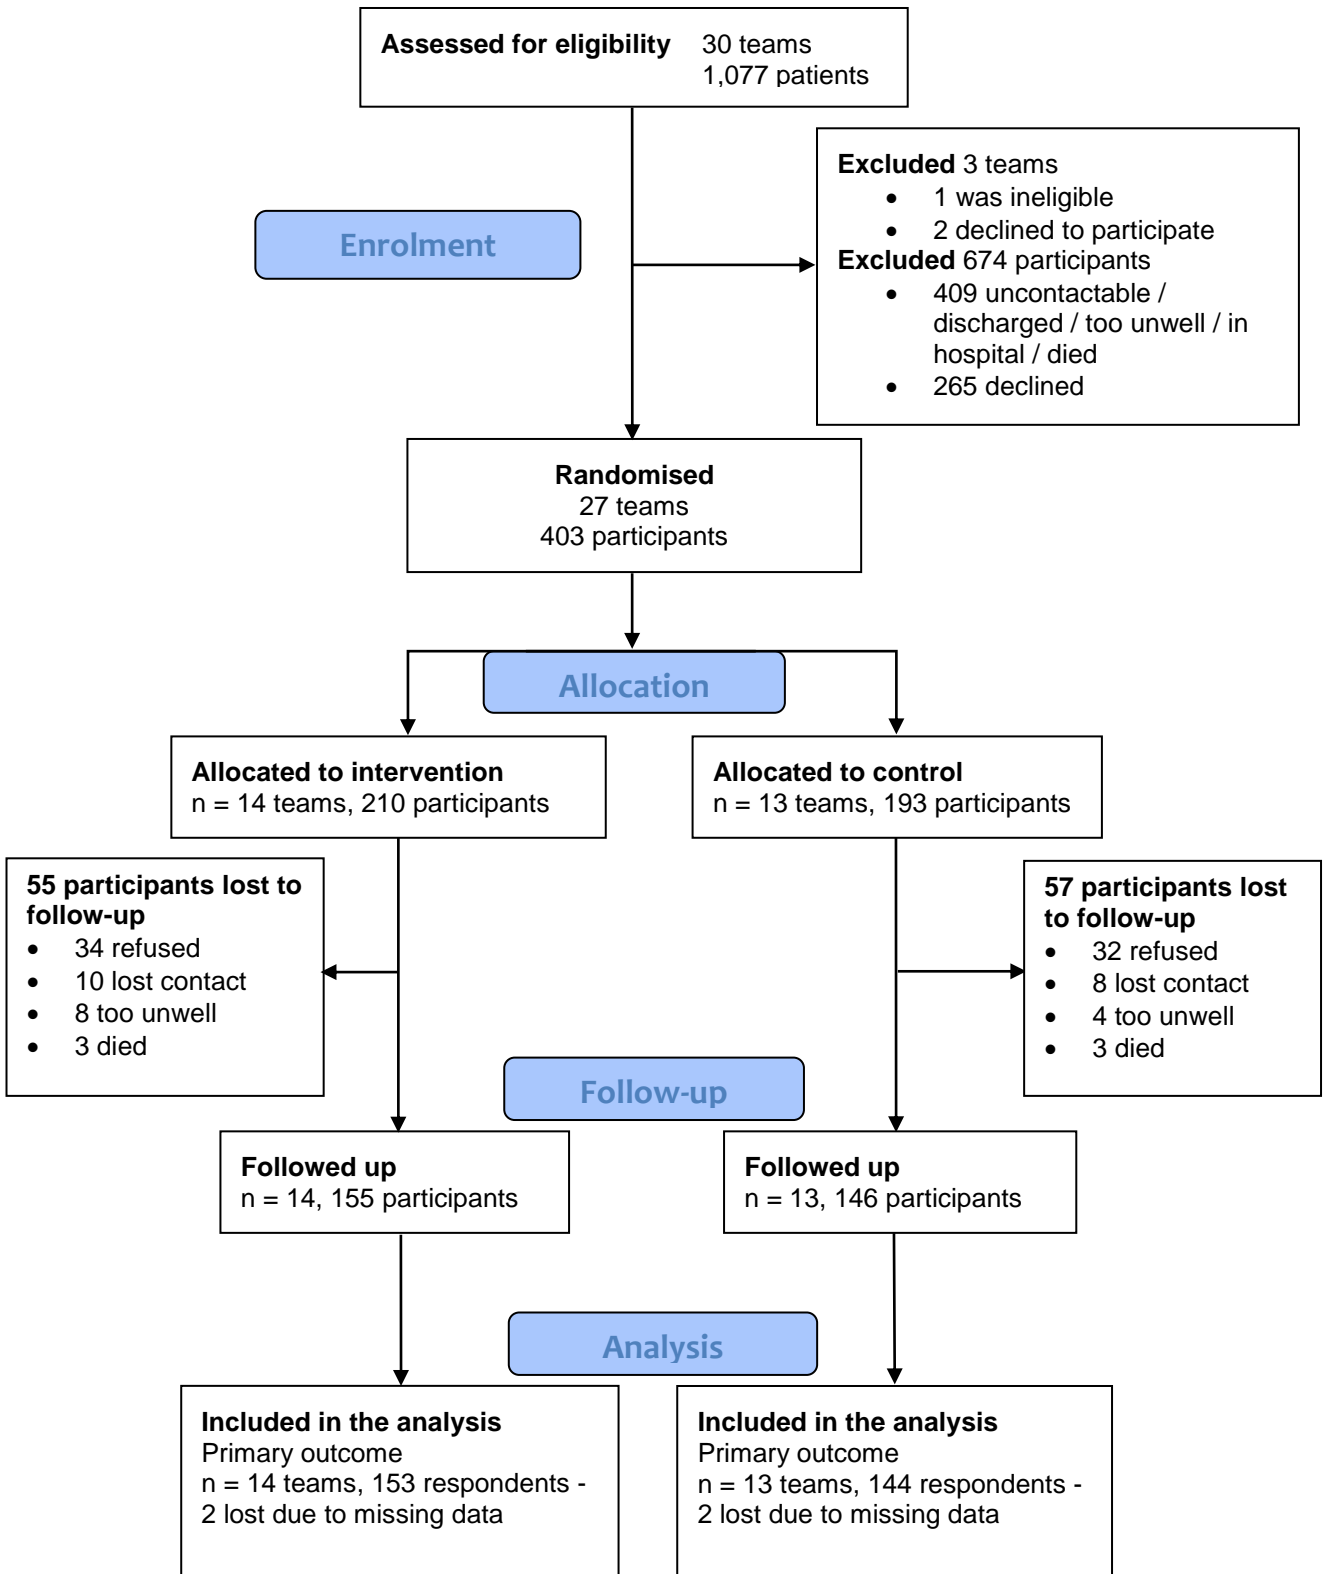 Assessed for eligibility 30 teams
1,077 patients
Excluded 3 teams
• 1 was ineligible
• 2 declined to participate
Excluded 674 participants
• 409 uncontactable /
discharged / too unwell / in
hospital / died
• 265 declined
Enrolment
Randomised
27 teams
403 participants
Allocation
Allocated to intervention
n = 14 teams, 210 participants
Allocated to control
n = 13 teams, 193 participants
55 participants lost to
follow-up
• 34 refused
• 10 lost contact
• 8 too unwell
• 3 died
57 participants lost
to follow-up
• 32 refused
• 8 lost contact
• 4 too unwell
• 3 died
Follow-up
Followed up
n = 14, 155 participants
Followed up
n = 13, 146 participants
Analysis
Included in the analysis
Primary outcome
n = 14 teams, 153 respondents -
2 lost due to missing data
Included in the analysis
Primary outcome
n = 13 teams, 144 respondents -
2 lost due to missing data